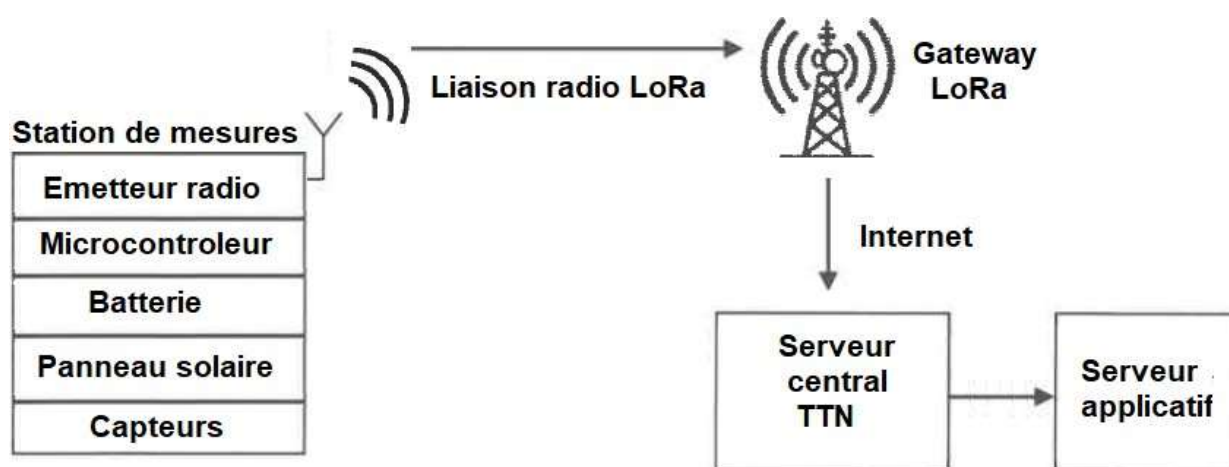 Liaison radio LoRa
Gateway
LoRa
Station de mesures
Emetteur radio
Microcontroleur
Batterie
Panneau solaire
Capteurs
Internet
Serveur
central
TTN
Serveur
applicatif